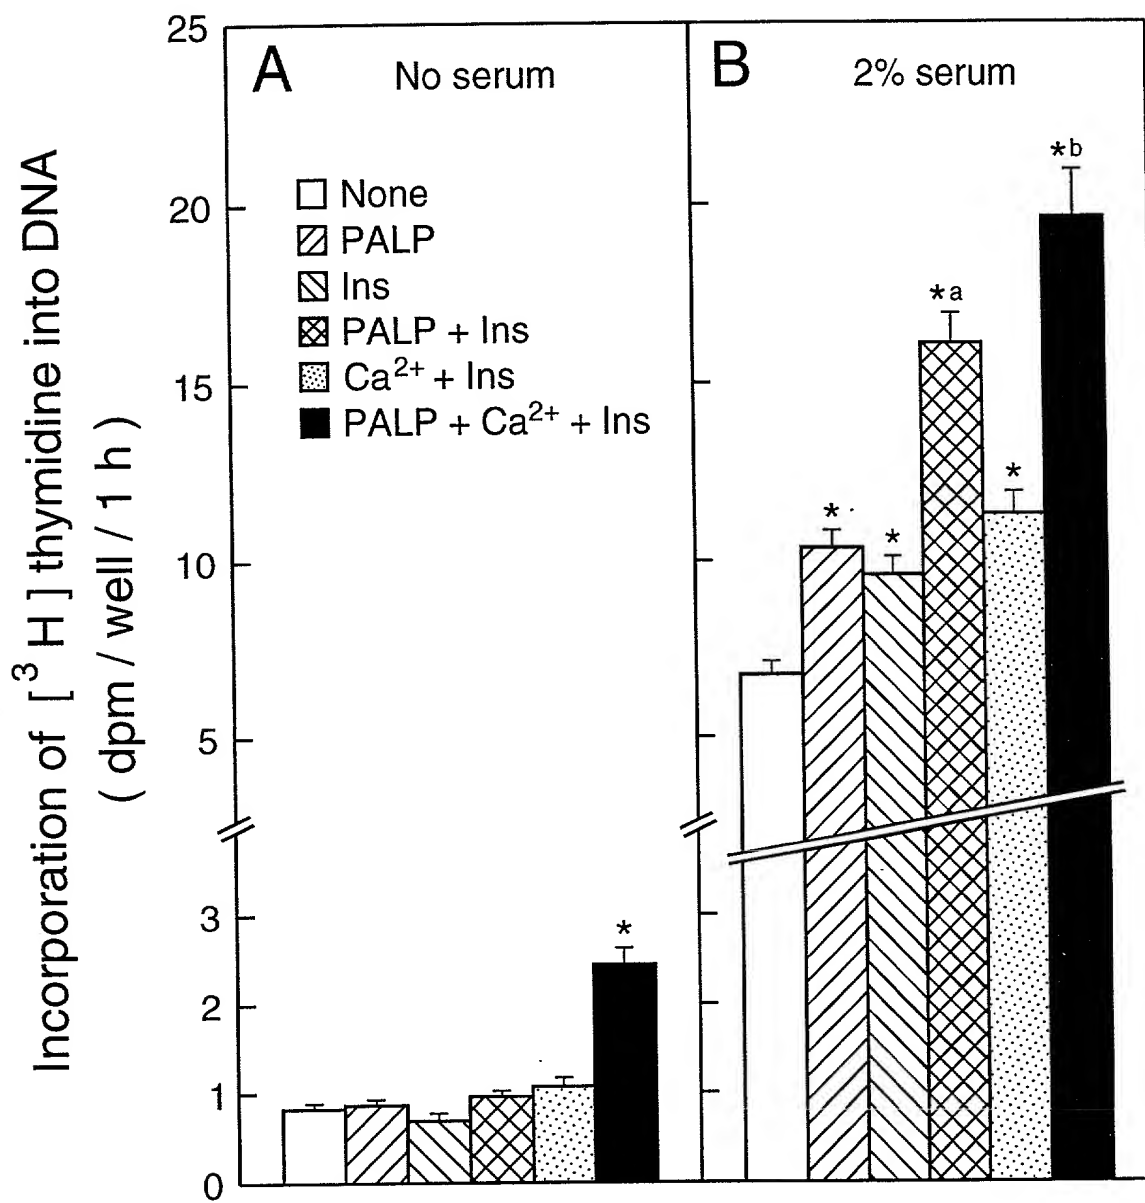 Incorporation of [³H] thymidine into DNA
( dpm / well / 1 h )
25
20
15
10
5
3
2
1
0
A
No serum
None
PALP
Ins
PALP + Ins
Ca²⁺ + Ins
PALP + Ca²⁺ + Ins
*
B
2% serum
*
*
*a
*
*b